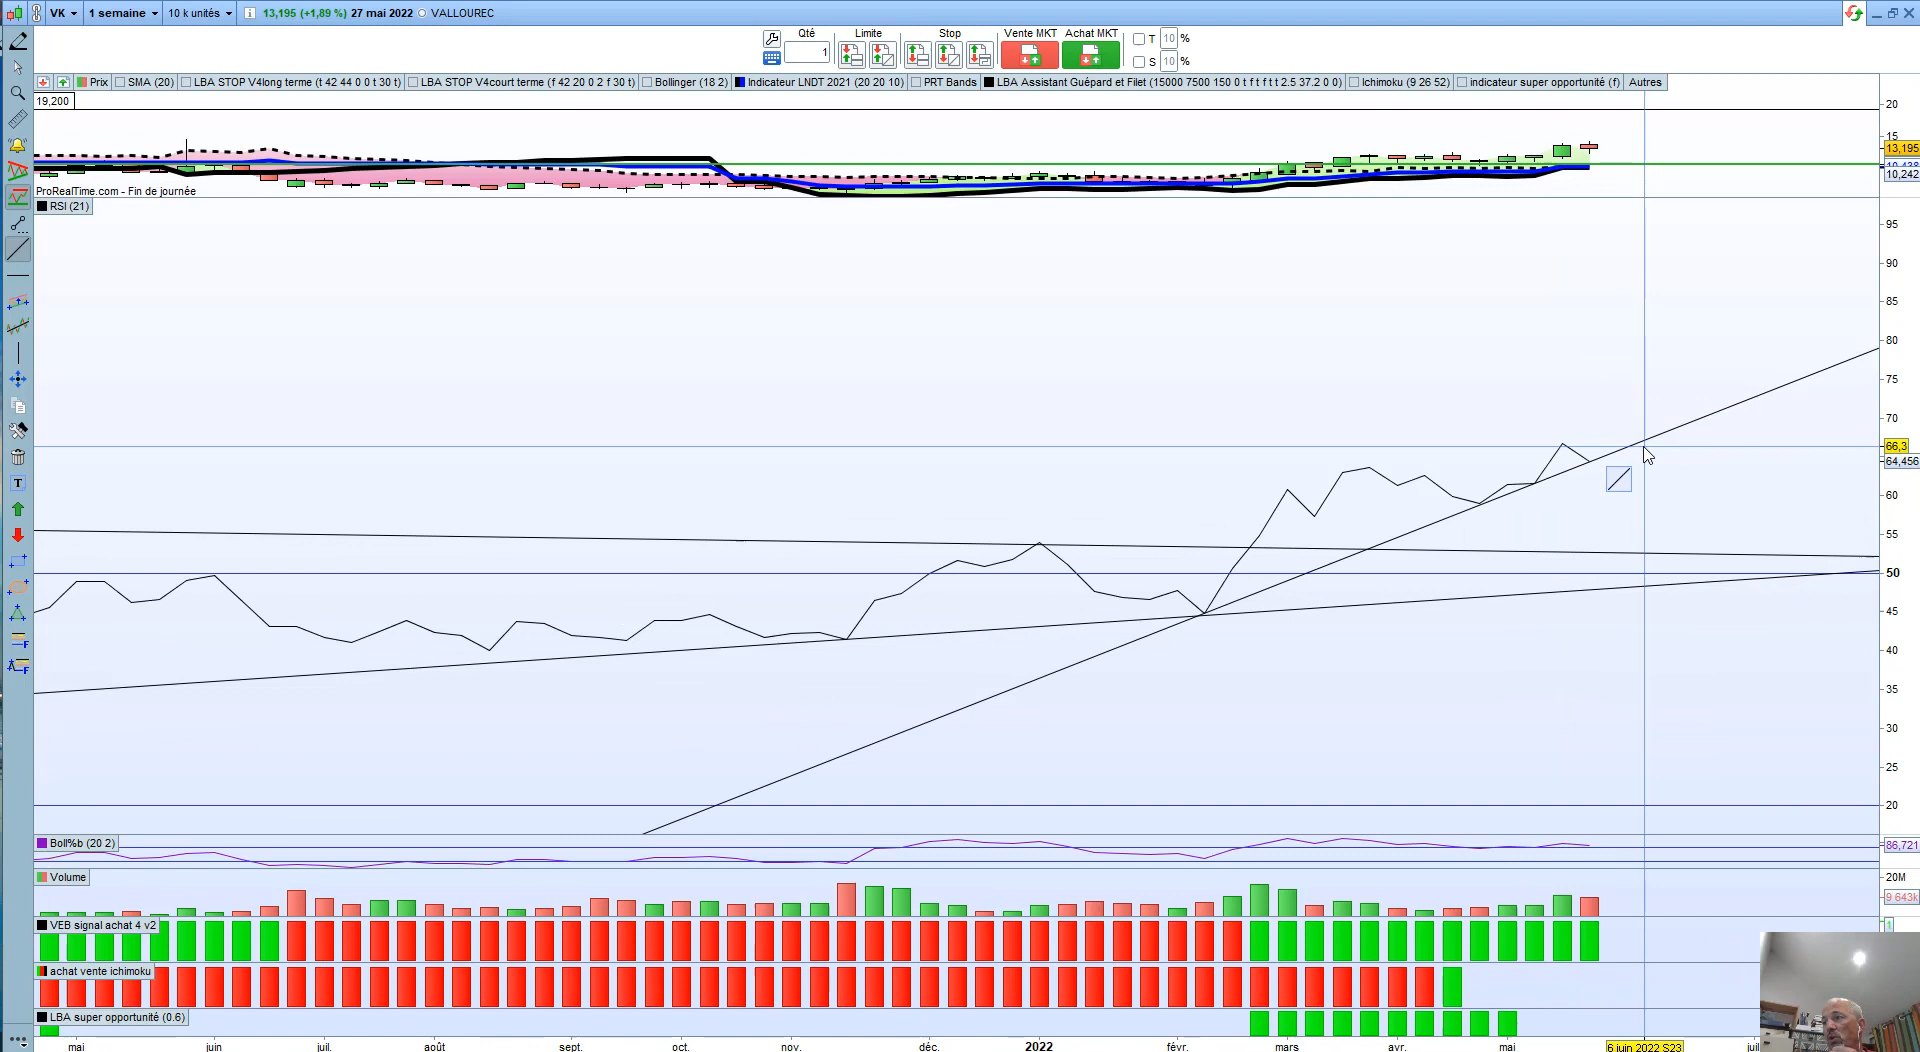 VK 1 semaine 10 k unités 13,195 (+1,89 %) 27 mai 2022 VALLOUREC
Qté Limite Stop Vente MKT Achat MKT T 10 %
1 S 10 %
Prix SMA (20) LBA STOP V4long terme (t 42 44 0 0 t 30 t) LBA STOP V4court terme (f 42 20 0 2 f 30 t) Bollinger (18 2) Indicateur LNDT 2021 (20 20 10) PRT Bands LBA Assistant Guépard et Filet (15000 7500 150 0 t f t f t t 2.5 37.2 0 0) Ichimoku (9 26 52) indicateur super opportunité (f) Autres
19,200
20
15
13,195
10,242
ProRealTime.com - Fin de journée
RSI (21)
95
90
85
80
75
70
66,3
64,456
60
55
50
45
40
35
30
25
20
Boll%b (20 2)
86,721
Volume
20M
9 643k
VEB signal achat 4 v2
1
achat vente ichimoku
LBA super opportunité (0.6)
mai juin juil. août sept. oct. nov. déc. 2022 févr. mars avr. mai 6 juin 2022 S23 juil
T
F
F